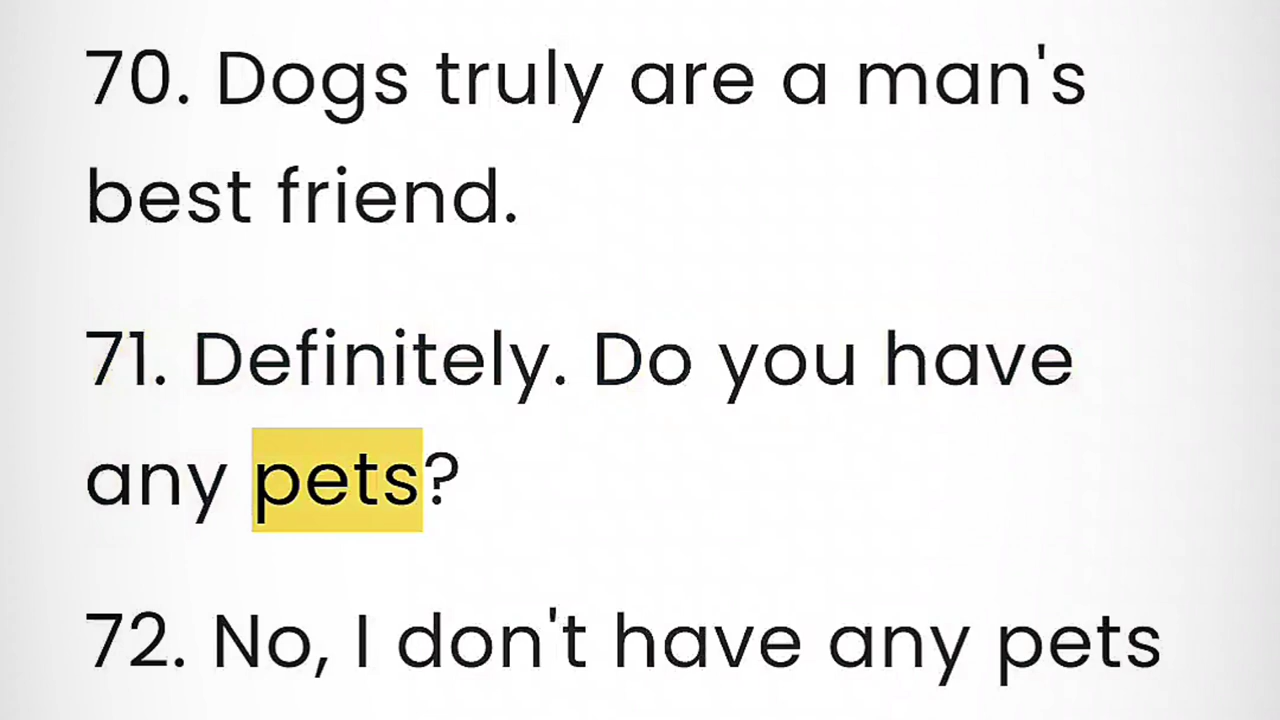 70. Dogs truly are a man's
best friend.
71. Definitely. Do you have
any pets?
72. No, I don't have any pets